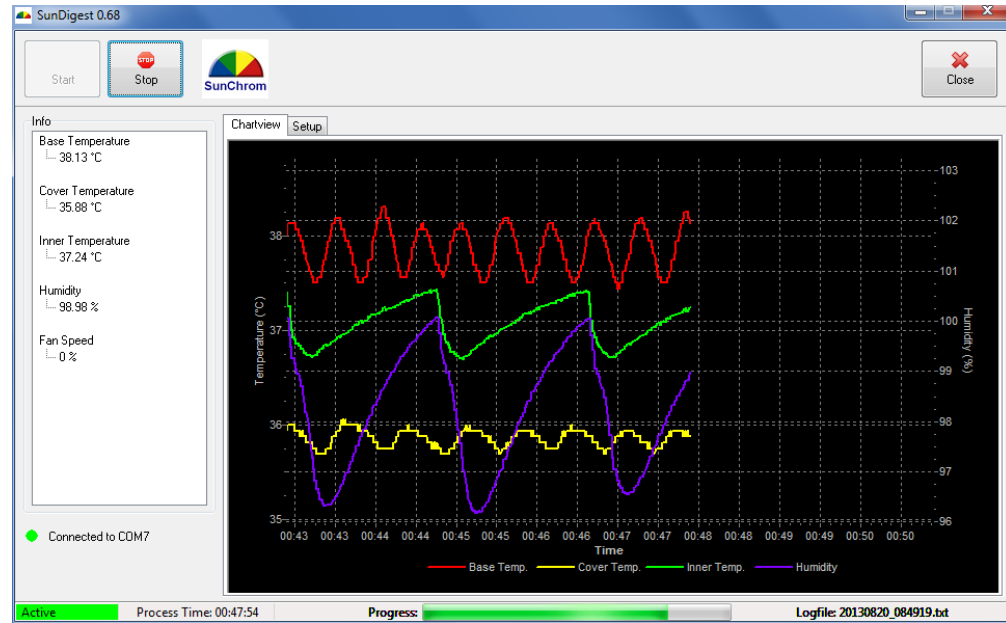 SunDigest 0.68
Start
STOP
Stop
SunChrom
Close
Info
Base Temperature
38.13 °C
Cover Temperature
35.88 °C
Inner Temperature
37.24 °C
Humidity
98.98 %
Fan Speed
0 %
Connected to COM7
Chartview Setup
Temperature (°C)
38
37
36
35
103
102
101
100
99
98
97
96
Humidity (%)
00:43 00:43 00:44 00:44 00:45 00:45 00:46 00:46 00:47 00:47 00:48 00:48 00:49 00:49 00:50 00:50
Time
Base Temp. Cover Temp. Inner Temp. Humidity
Active Process Time: 00:47:54 Progress: Logfile: 20130820_084919.txt